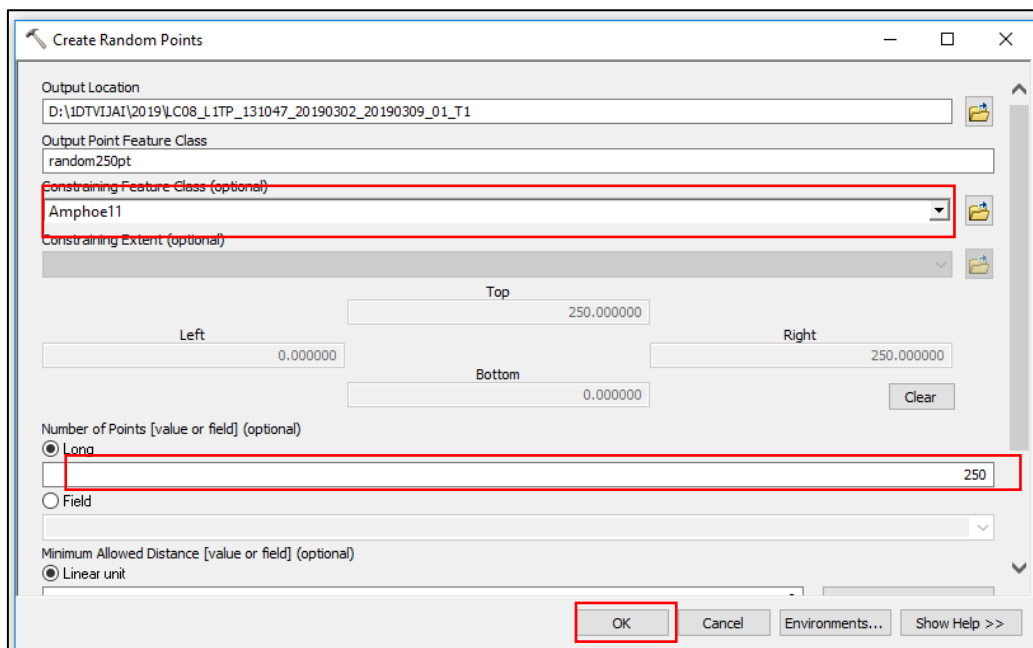 Create Random Points
Output Location
D:\1DTVIJAI\2019\LC08_L1TP_131047_20190302_20190309_01_T1
Output Point Feature Class
random250pt
Constraining Feature Class (optional)
Amphoe11
Constraining Extent (optional)
Top
250.000000
Left
Right
0.000000
250.000000
Bottom
0.000000
Clear
Number of Points [value or field] (optional)
Long
250
Field
Minimum Allowed Distance [value or field] (optional)
Linear unit
OK
Cancel
Environments...
Show Help >>